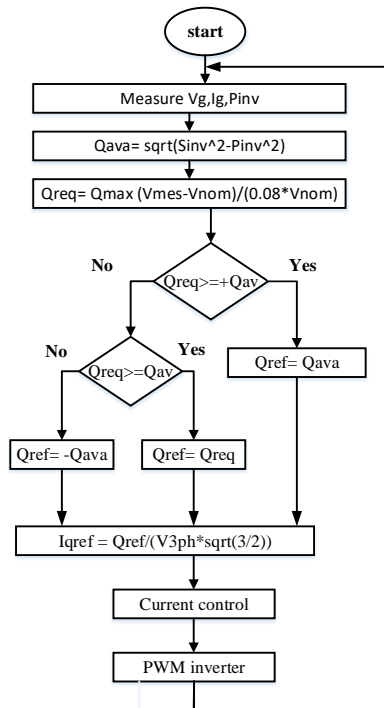 start
Measure Vg,Ig,Pinv
Qava= sqrt(Sinv^2-Pinv^2)
Qreq= Qmax (Vmes-Vnom)/(0.08*Vnom)
No
Yes
Qreq>=+Qav
No
Yes
Qreq>=Qav
Qref= Qava
Qref= -Qava
Qref= Qreq
Iqref = Qref/(V3ph*sqrt(3/2))
Current control
PWM inverter